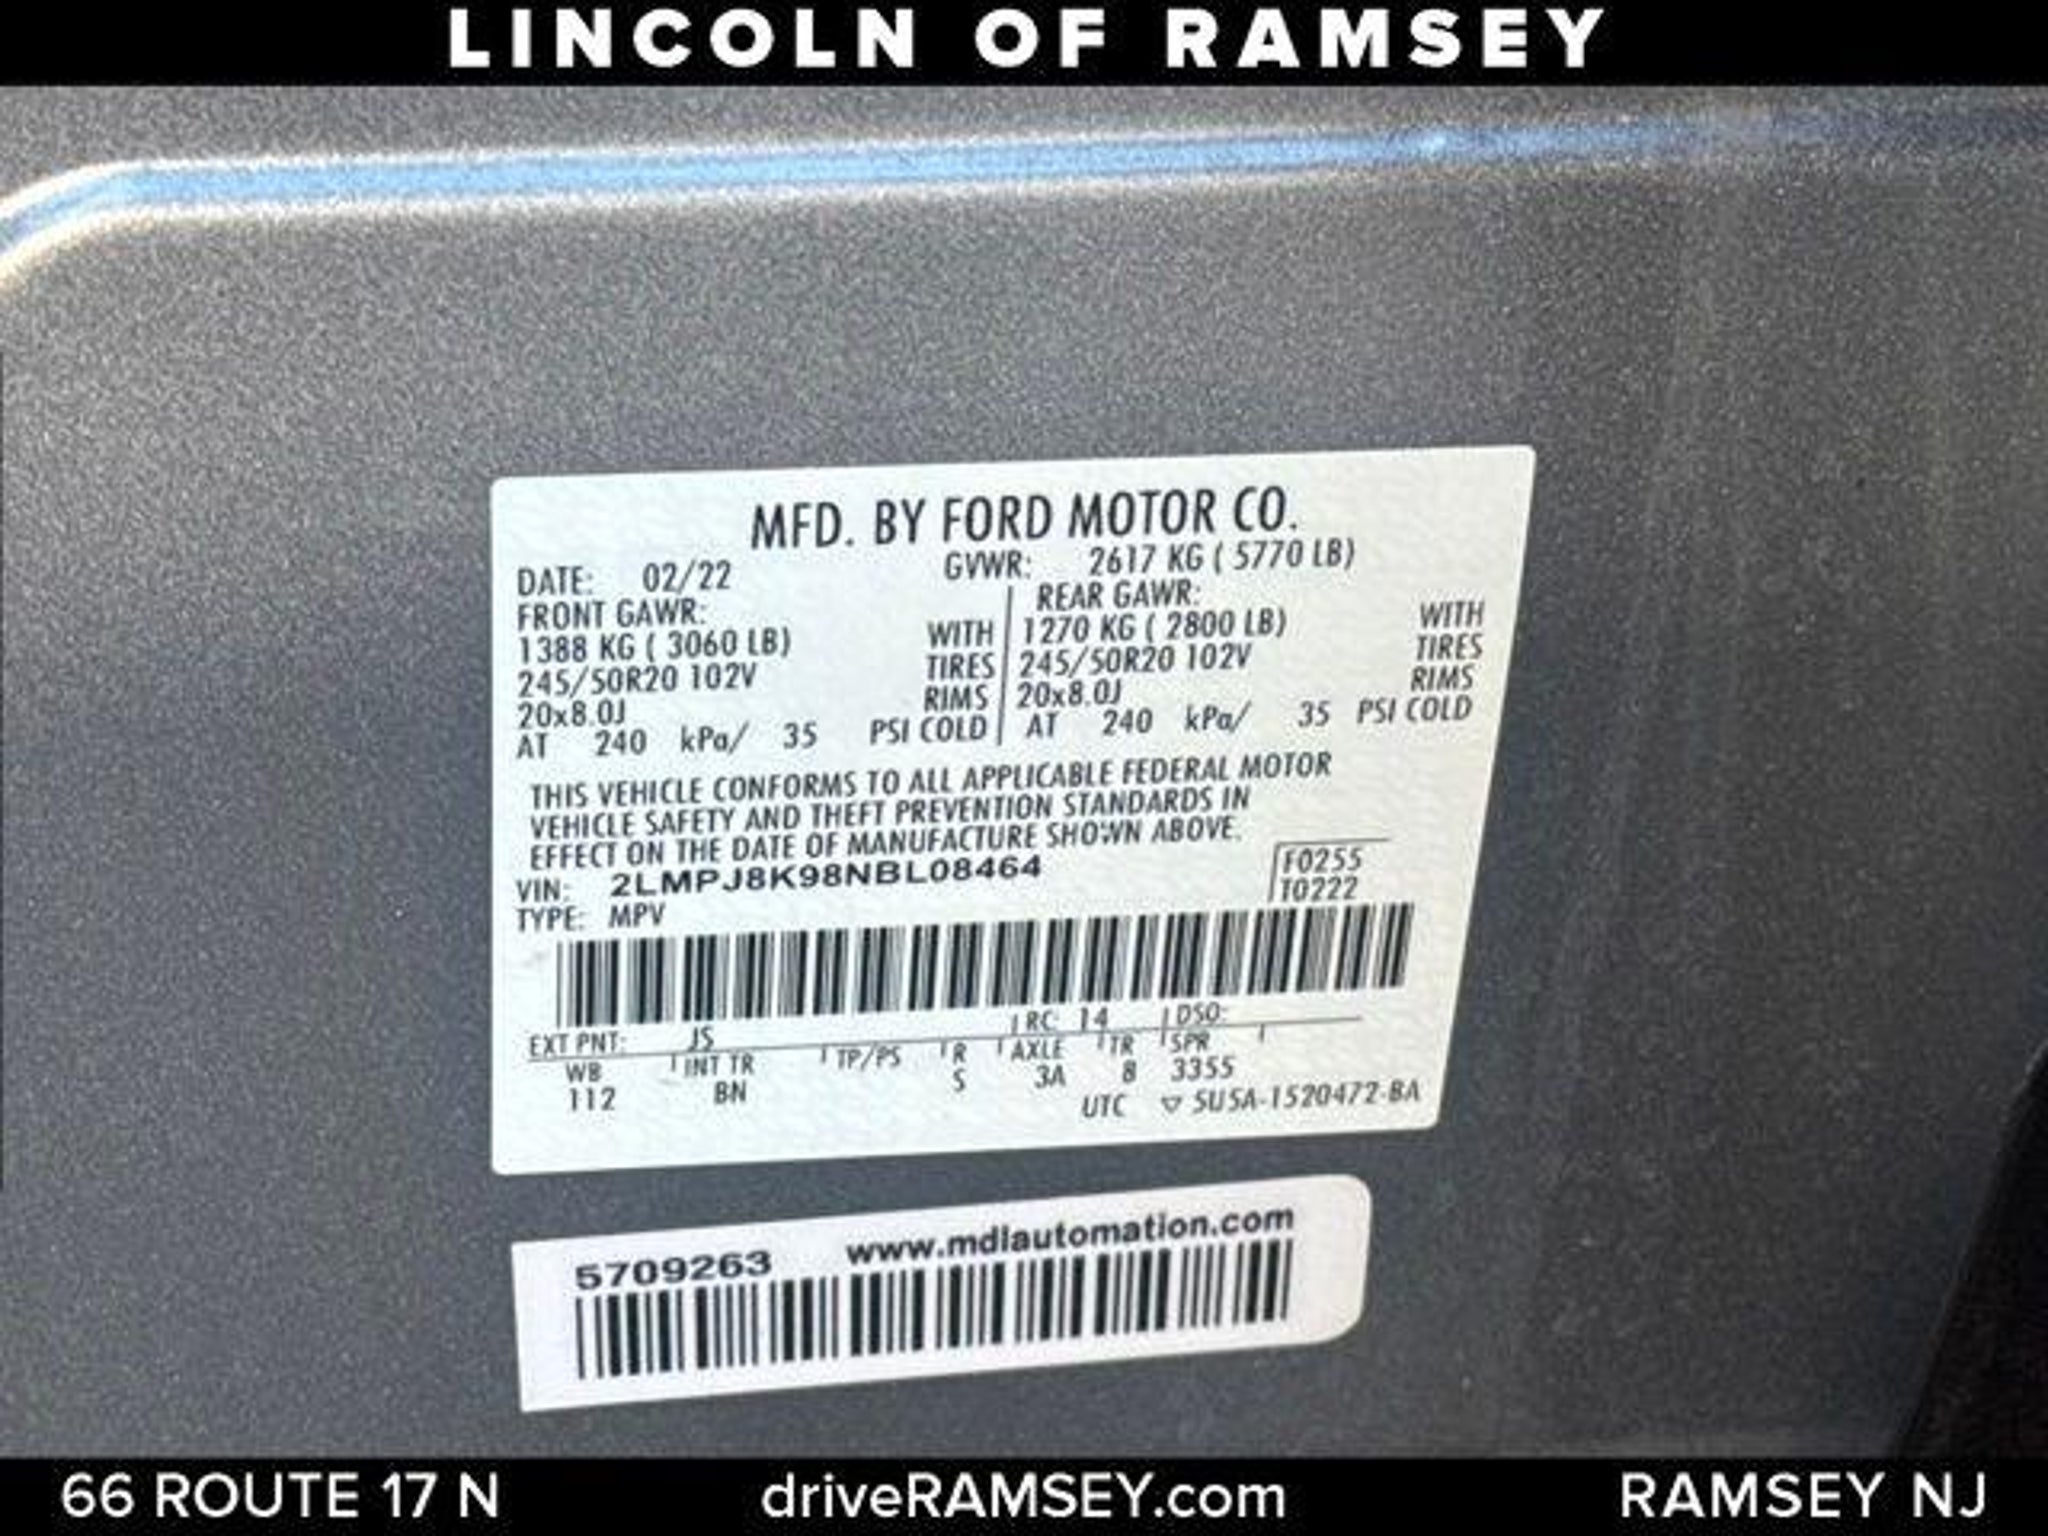 LINCOLN OF RAMSEY
MFD. BY FORD MOTOR CO.
DATE: 02/22 GVWR: 2617 KG ( 5770 LB)
FRONT GAWR: REAR GAWR:
1388 KG ( 3060 LB) WITH 1270 KG ( 2800 LB) WITH
245/50R20 102V TIRES 245/50R20 102V TIRES
20x8.0J RIMS 20x8.0J RIMS
AT 240 kPa/ 35 PSI COLD AT 240 kPa/ 35 PSI COLD
THIS VEHICLE CONFORMS TO ALL APPLICABLE FEDERAL MOTOR
VEHICLE SAFETY AND THEFT PREVENTION STANDARDS IN
EFFECT ON THE DATE OF MANUFACTURE SHOWN ABOVE.
VIN: 2LMPJ8K98NBL08464 F0255
TYPE: MPV T0222
EXT PNT: JS RC: 14 DSO:
WB INT TR TP/PS R AXLE TR SPR
112 BN S 3A 8 3355
UTC ▽ 5U5A-1520472-BA
5709263 www.mdlautomation.com
66 ROUTE 17 N driveRAMSEY.com RAMSEY NJ